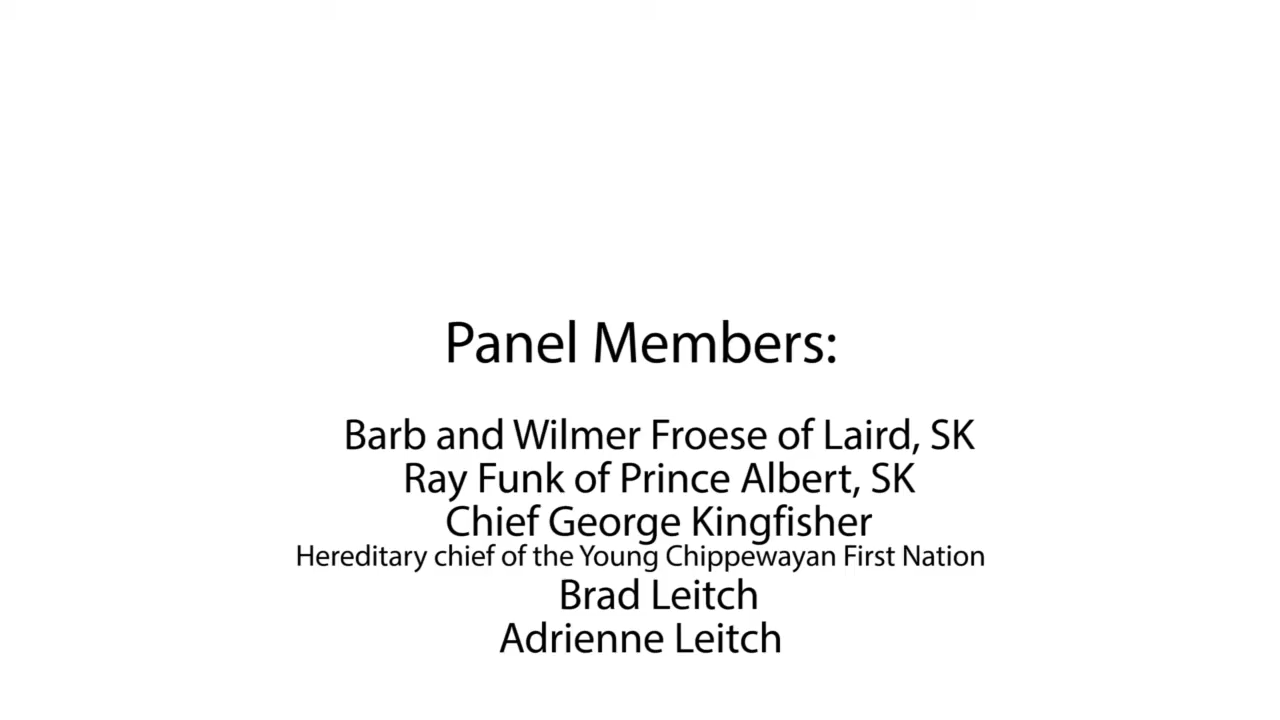 Panel Members:
Barb and Wilmer Froese of Laird, SK
Ray Funk of Prince Albert, SK
Chief George Kingfisher
Hereditary chief of the Young Chippewayan First Nation
Brad Leitch
Adrienne Leitch